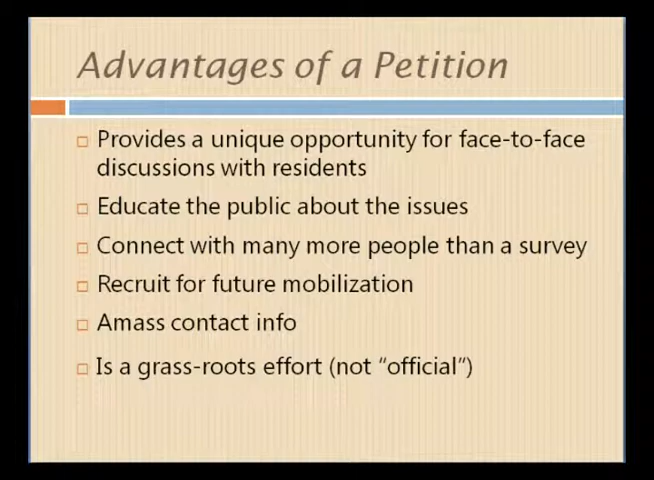 Advantages of a Petition
Provides a unique opportunity for face-to-face
discussions with residents
Educate the public about the issues
Connect with many more people than a survey
Recruit for future mobilization
Amass contact info
Is a grass-roots effort (not “official”)